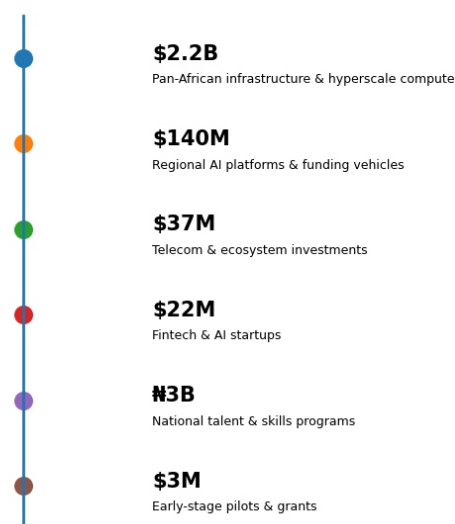 $2.2B
Pan-African infrastructure & hyperscale compute
$140M
Regional AI platforms & funding vehicles
$37M
Telecom & ecosystem investments
$22M
Fintech & AI startups
₦3B
National talent & skills programs
$3M
Early-stage pilots & grants